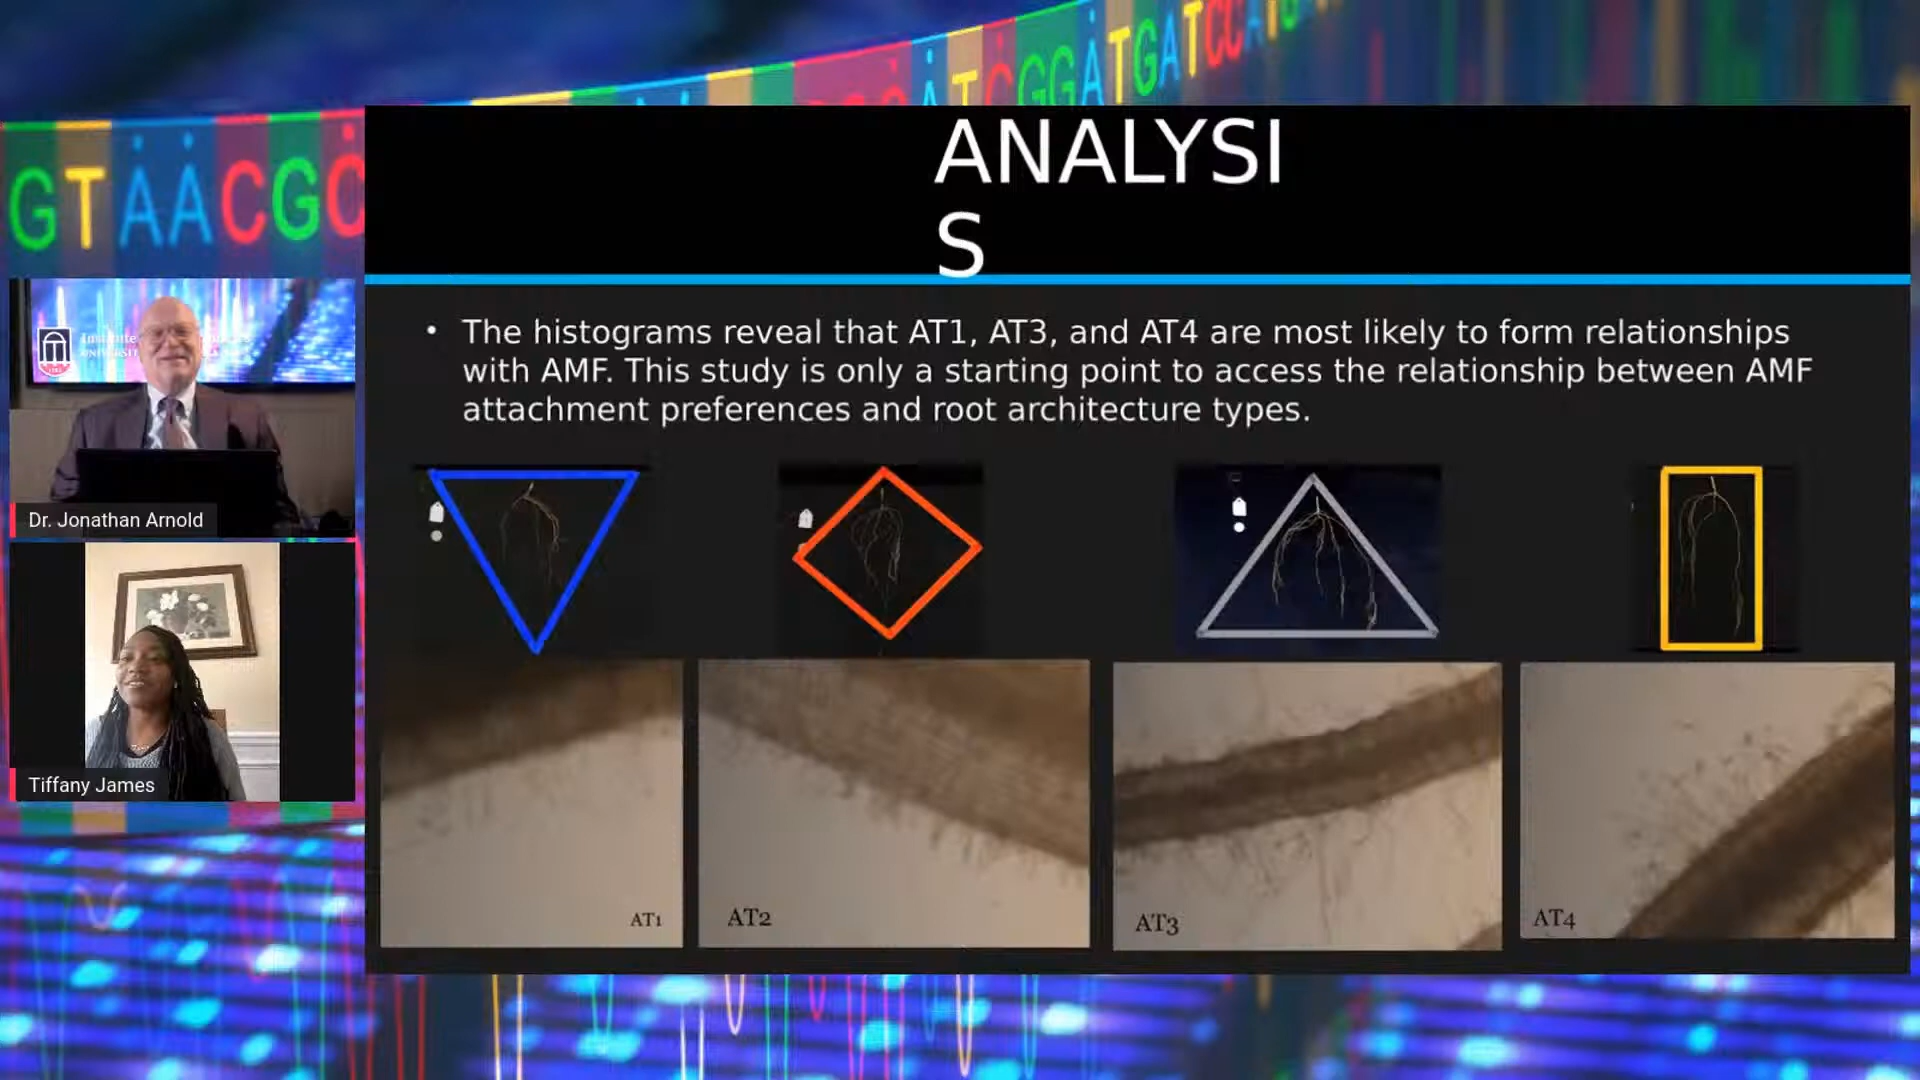 GTAACGC
ATCGGATGATCC
ANALYSI
S
• The histograms reveal that AT1, AT3, and AT4 are most likely to form relationships
with AMF. This study is only a starting point to access the relationship between AMF
attachment preferences and root architecture types.
Dr. Jonathan Arnold
Tiffany James
AT1
AT2
AT3
AT4